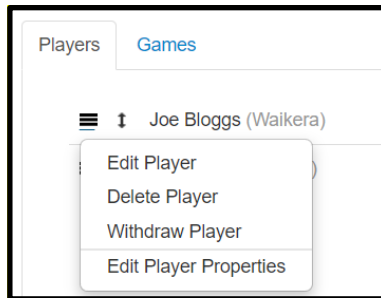 Players Games
Joe Bloggs (Waikera)
)
Edit Player
Delete Player
Withdraw Player
Edit Player Properties